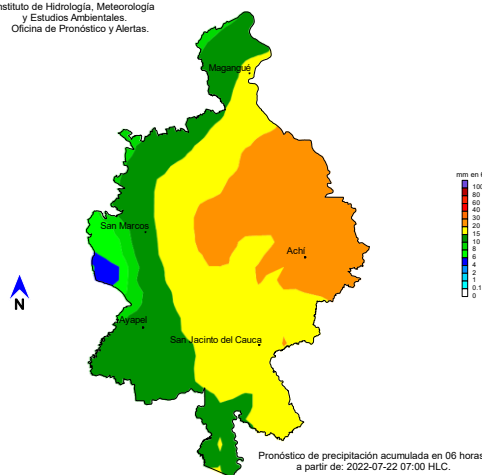 nstituto de Hidrología, Meteorología
y Estudios Ambientales.
Oficina de Pronóstico y Alertas.
Magangué
mm en 6
100
80
60
40
30
20
15
10
8
6
4
2
1
0.1
0
San Marcos
Achí
N
Ayapel
San Jacinto del Cauca
Pronóstico de precipitación acumulada en 06 horas
a partir de: 2022-07-22 07:00 HLC.